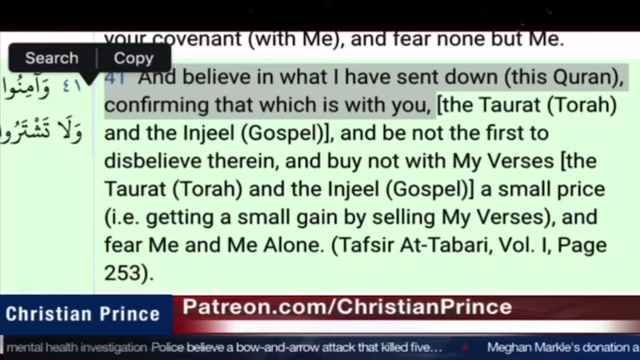 your covenant (with Me), and fear none but Me.
Search Copy
41 And believe in what I have sent down (this Quran),
٤١ وَآمِنُوا
confirming that which is with you, [the Taurat (Torah)
and the Injeel (Gospel)], and be not the first to
وَلَا تَشْتَرُوا
disbelieve therein, and buy not with My Verses [the
Taurat (Torah) and the Injeel (Gospel)] a small price
(i.e. getting a small gain by selling My Verses), and
fear Me and Me Alone. (Tafsir At-Tabari, Vol. I, Page
253).
Christian Prince
Patreon.com/ChristianPrince
mental health investigation Police believe a bow-and-arrow attack that killed five... Meghan Markle's donation a